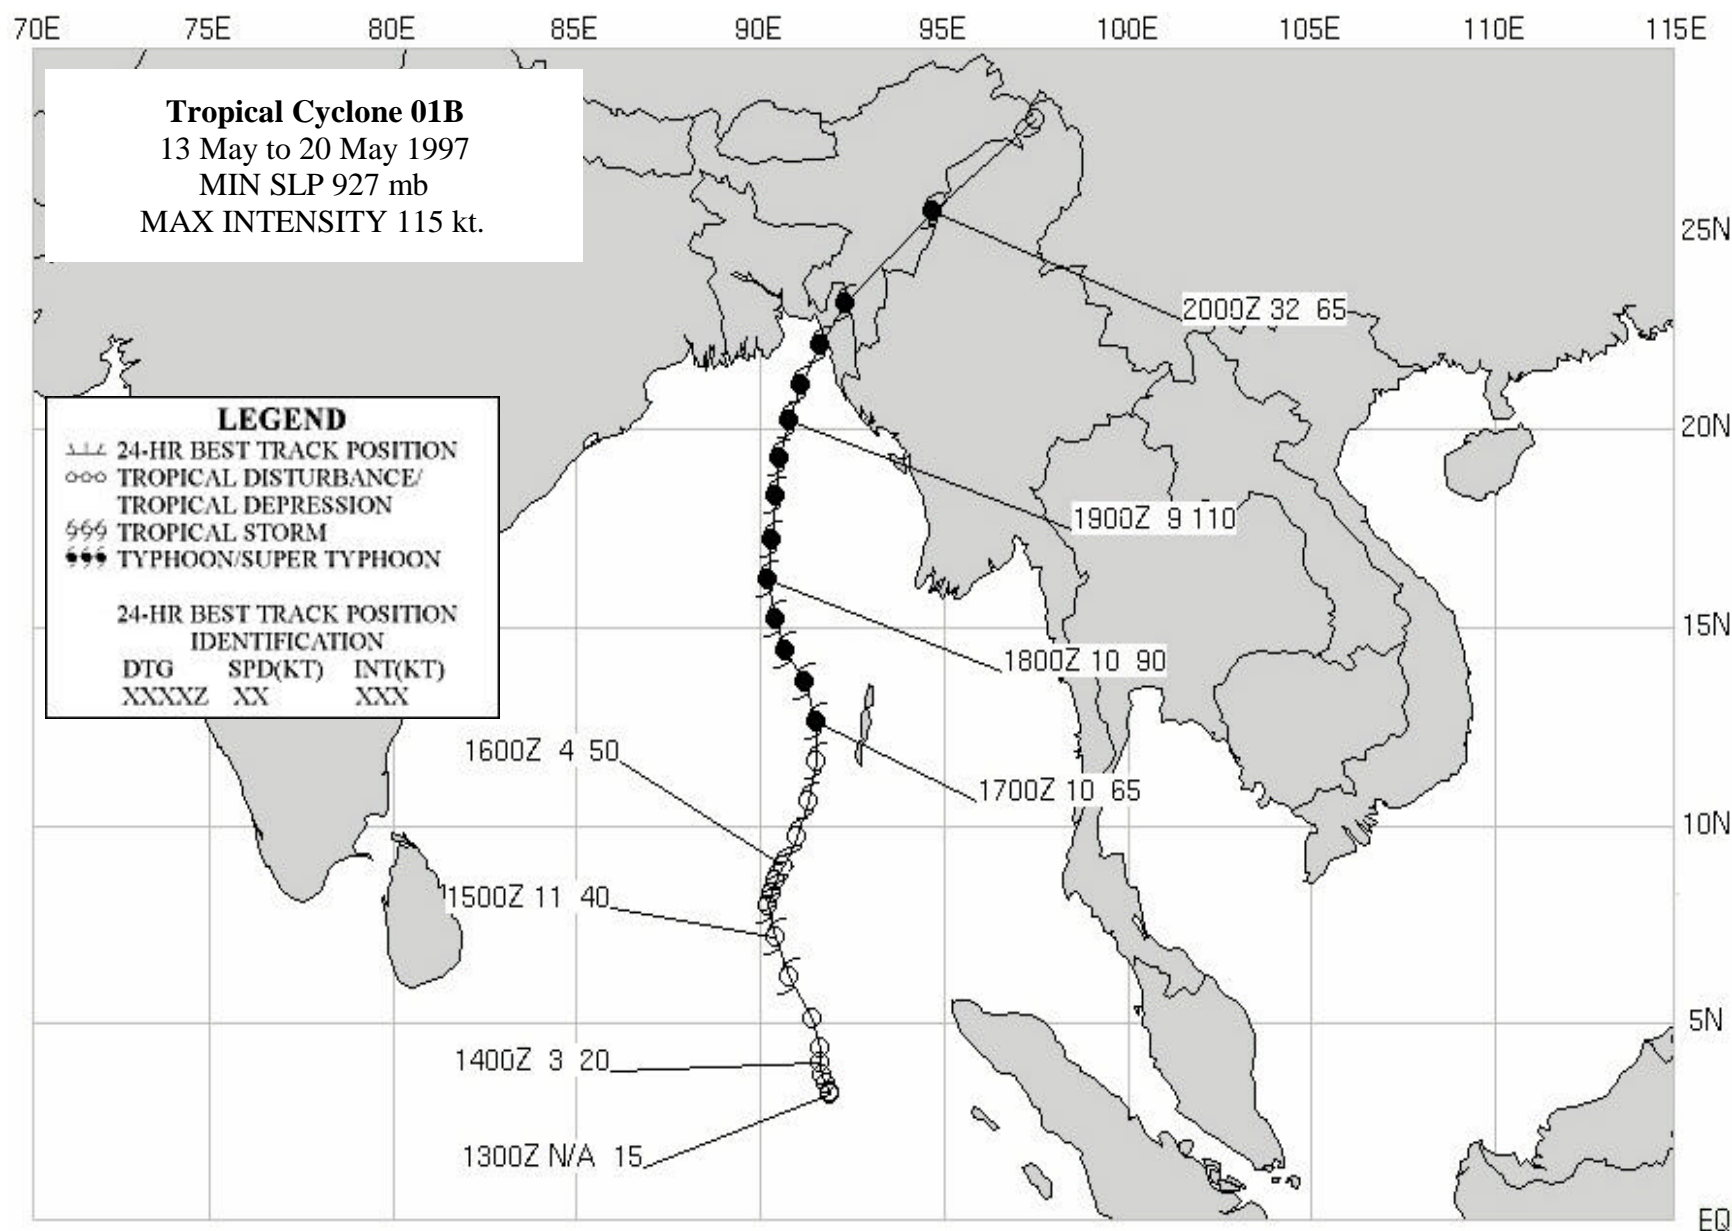 70E 75E 80E 85E 90E 95E 100E 105E 110E 115E
Tropical Cyclone 01B
13 May to 20 May 1997
MIN SLP 927 mb
MAX INTENSITY 115 kt.
25N
2000Z 32 65
LEGEND
24-HR BEST TRACK POSITION
TROPICAL DISTURBANCE/
TROPICAL DEPRESSION
TROPICAL STORM
TYPHOON/SUPER TYPHOON
24-HR BEST TRACK POSITION
IDENTIFICATION
DTG SPD(KT) INT(KT)
XXXXZ XX XXX
20N
1900Z 9 110
15N
1800Z 10 90
1600Z 4 50
1700Z 10 65
10N
1500Z 11 40
5N
1400Z 3 20
1300Z N/A 15
EQ